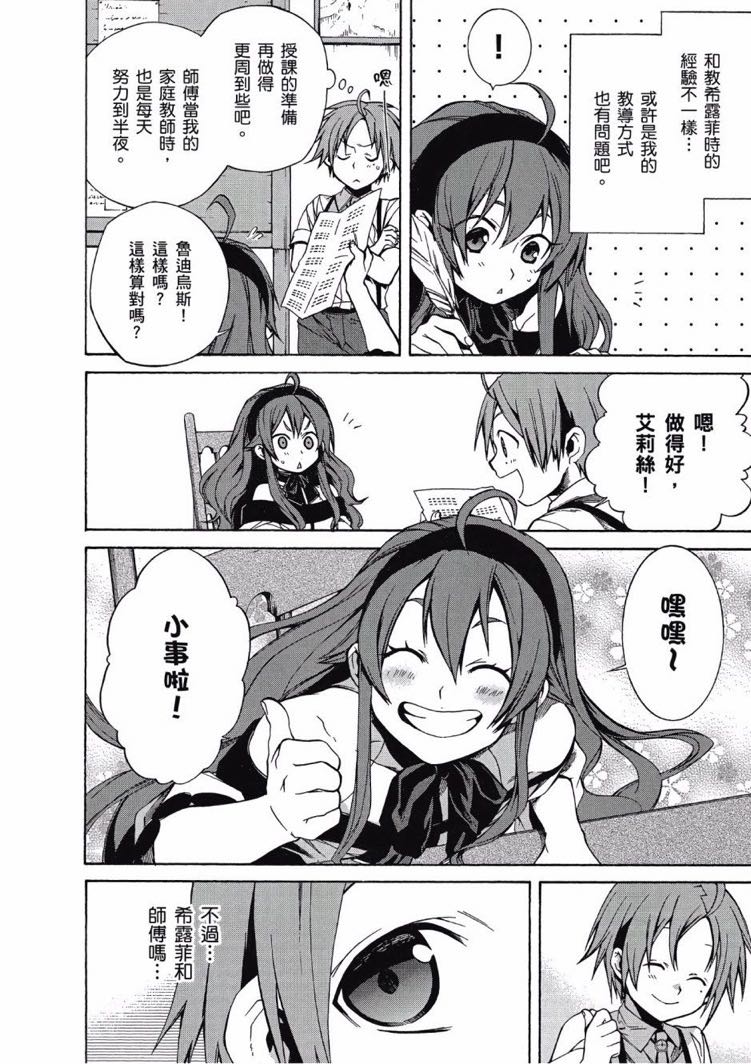 和教希露菲時的
經驗不一樣…
或許是我的
教導方式
也有問題吧。
！
嗯
授課的準備
再做得
更周到些吧。
師傅當我的
家庭教師時，
也是每天
努力到半夜。
魯迪烏斯！
這樣嗎？
這樣算對嗎？
嗯！
做得好，
艾莉絲！
嘿嘿～
小事啦！
不過…
希露菲和
師傅嗎…